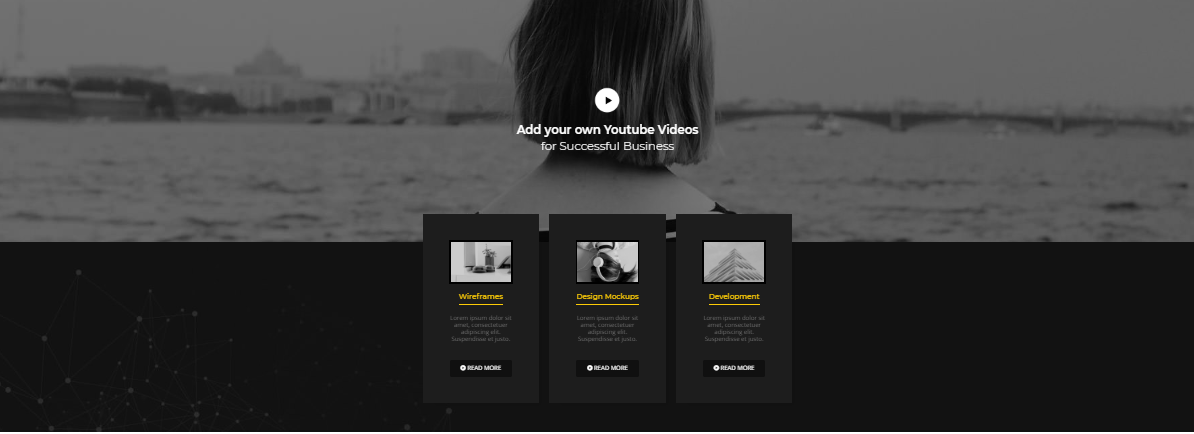 Add your own Youtube Videos
for Successful Business
Wireframes
Lorem ipsum dolor sit
amet, consectetuer
adipiscing elit.
Suspendisse et justo.
READ MORE
Design Mockups
Lorem ipsum dolor sit
amet, consectetuer
adipiscing elit.
Suspendisse et justo.
READ MORE
Development
Lorem ipsum dolor sit
amet, consectetuer
adipiscing elit.
Suspendisse et justo.
READ MORE